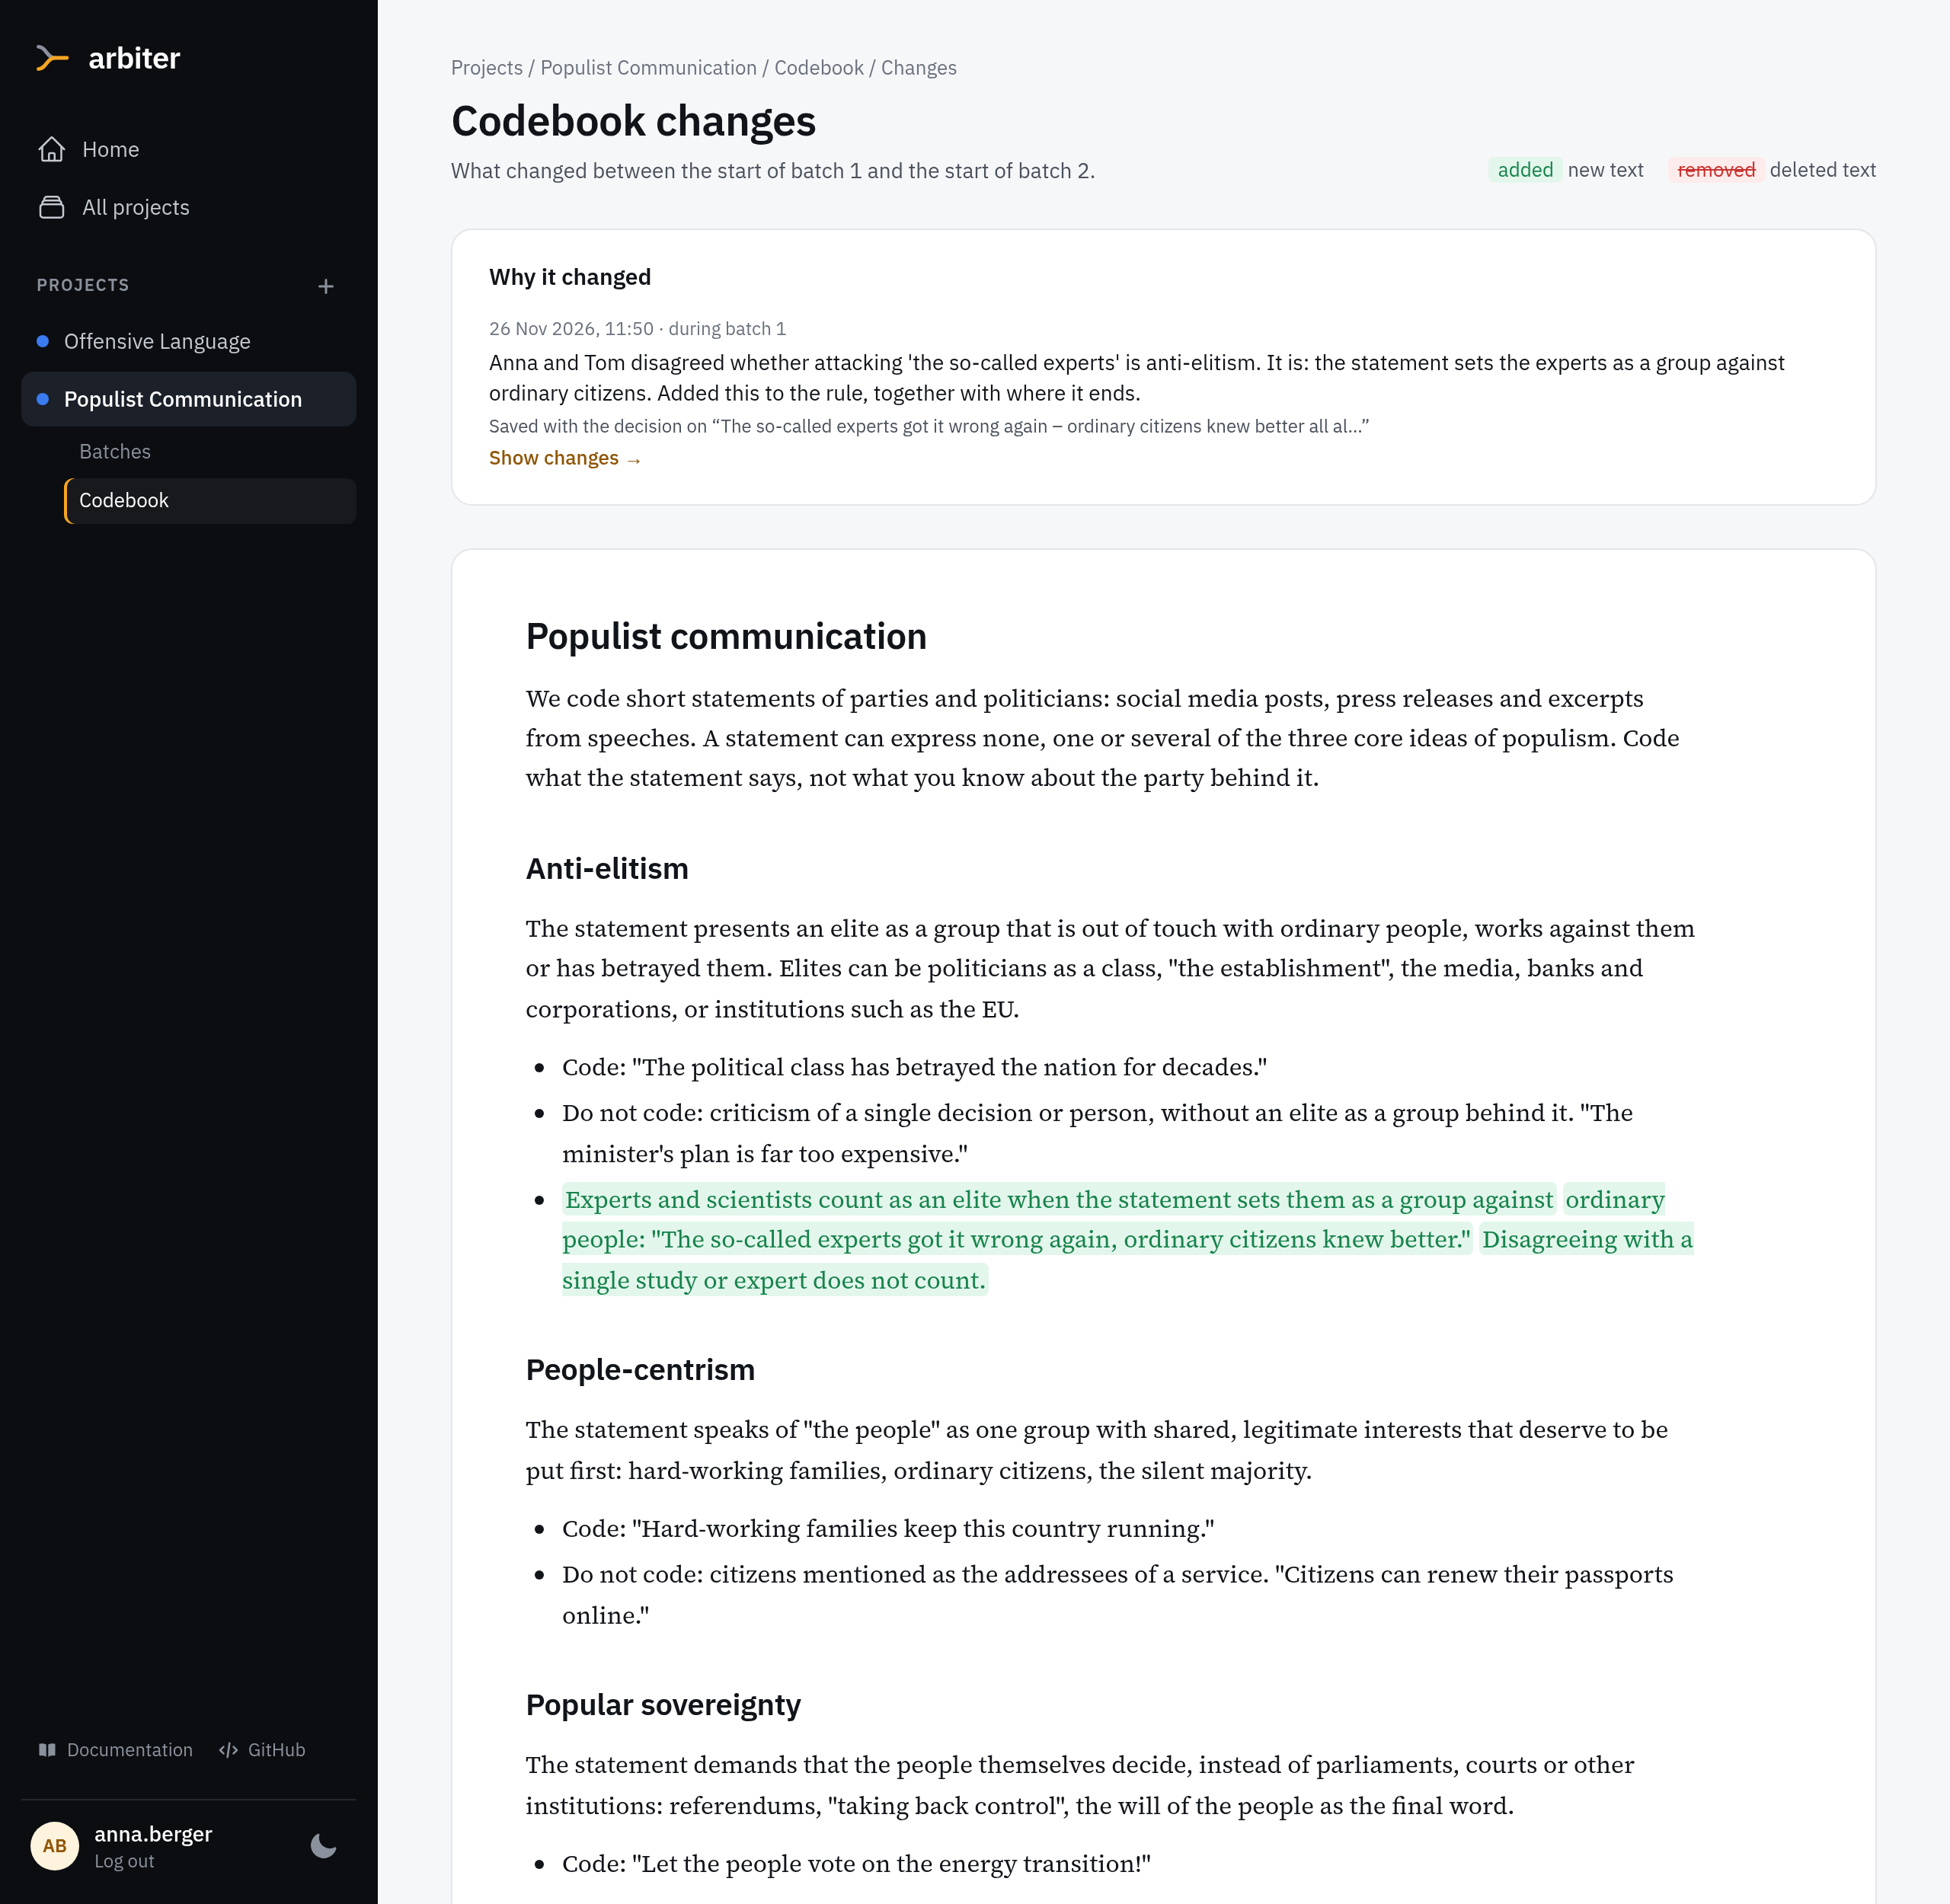 arbiter
Home
All projects
PROJECTS
Offensive Language
Populist Communication
Batches
Codebook
Documentation
GitHub
AB
anna.berger
Log out
Projects / Populist Communication / Codebook / Changes
Codebook changes
What changed between the start of batch 1 and the start of batch 2.
added new text removed deleted text
Why it changed
26 Nov 2026, 11:50 · during batch 1
Anna and Tom disagreed whether attacking 'the so-called experts' is anti-elitism. It is: the statement sets the experts as a group against
ordinary citizens. Added this to the rule, together with where it ends.
Saved with the decision on “The so-called experts got it wrong again – ordinary citizens knew better all al…”
Show changes →
Populist communication
We code short statements of parties and politicians: social media posts, press releases and excerpts
from speeches. A statement can express none, one or several of the three core ideas of populism. Code
what the statement says, not what you know about the party behind it.
Anti-elitism
The statement presents an elite as a group that is out of touch with ordinary people, works against them
or has betrayed them. Elites can be politicians as a class, "the establishment", the media, banks and
corporations, or institutions such as the EU.
• Code: "The political class has betrayed the nation for decades."
• Do not code: criticism of a single decision or person, without an elite as a group behind it. "The
minister's plan is far too expensive."
• Experts and scientists count as an elite when the statement sets them as a group against ordinary
people: "The so-called experts got it wrong again, ordinary citizens knew better." Disagreeing with a
single study or expert does not count.
People-centrism
The statement speaks of "the people" as one group with shared, legitimate interests that deserve to be
put first: hard-working families, ordinary citizens, the silent majority.
• Code: "Hard-working families keep this country running."
• Do not code: citizens mentioned as the addressees of a service. "Citizens can renew their passports
online."
Popular sovereignty
The statement demands that the people themselves decide, instead of parliaments, courts or other
institutions: referendums, "taking back control", the will of the people as the final word.
• Code: "Let the people vote on the energy transition!"